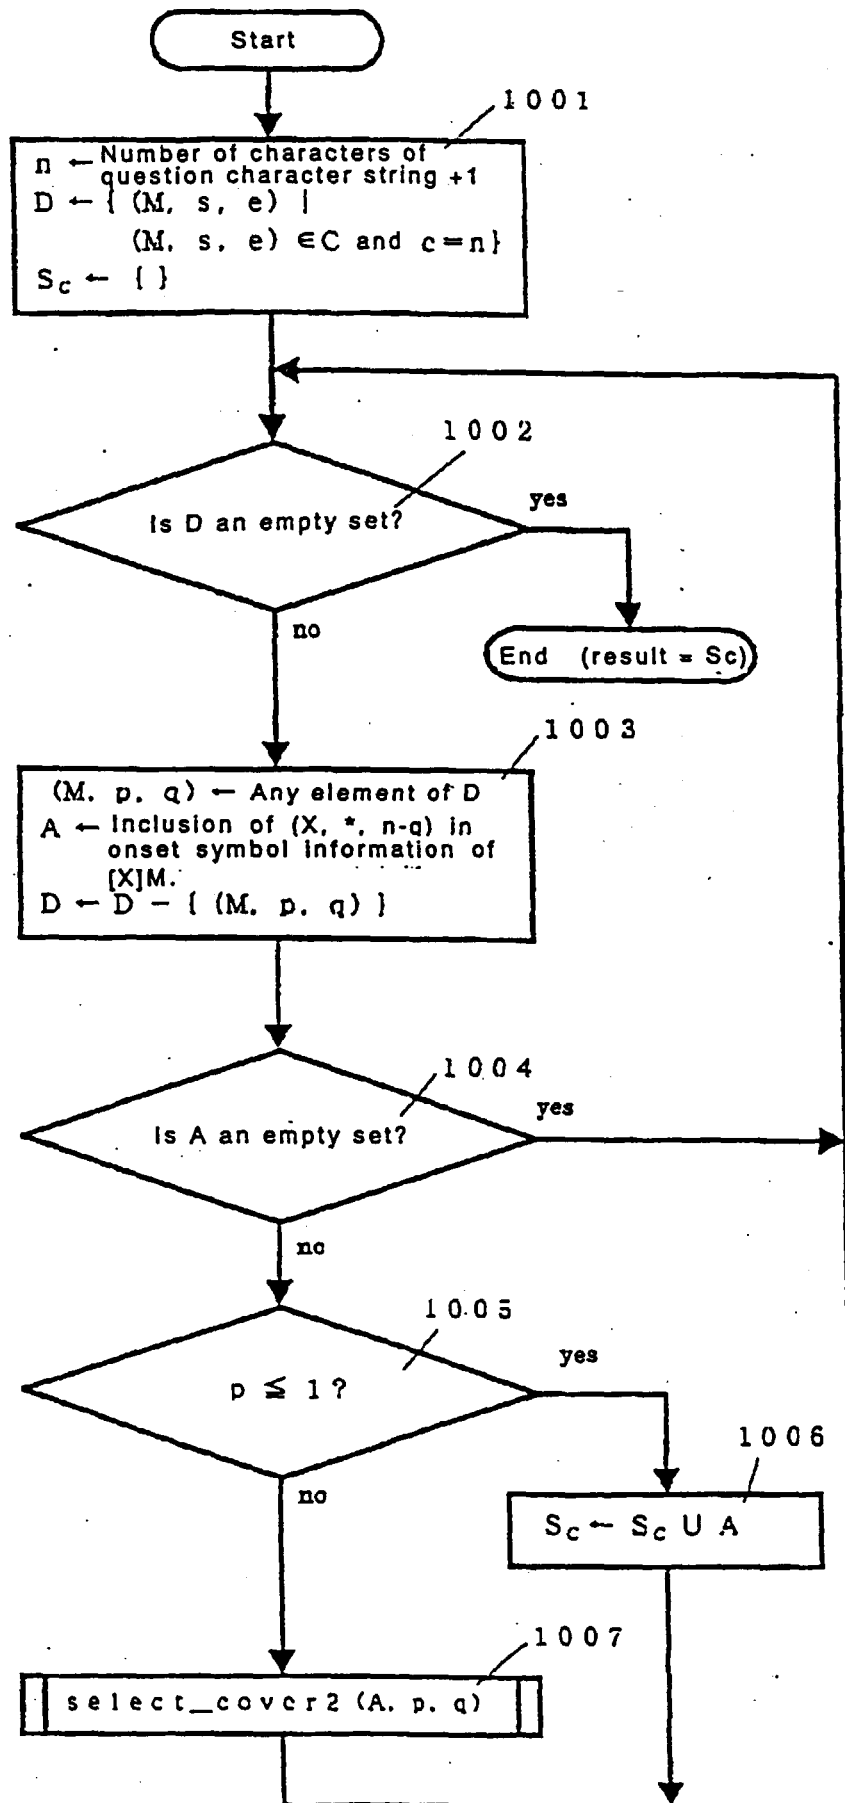 Start
1001
n ← Number of characters of
question character string +1
D ← { (M, s, e) |
(M, s, e) ∈C and c=n}
Sc ← { }
1002
Is D an empty set?
yes
no
End (result = Sc)
1003
(M, p, q) ← Any element of D
A ← Inclusion of (X, *, n-q) in
onset symbol information of
[X]M.
D ← D − { (M, p, q) }
1004
Is A an empty set?
yes
no
1005
p ≦ 1?
yes
no
1006
Sc ← Sc U A
1007
select_cover2 (A, p, q)